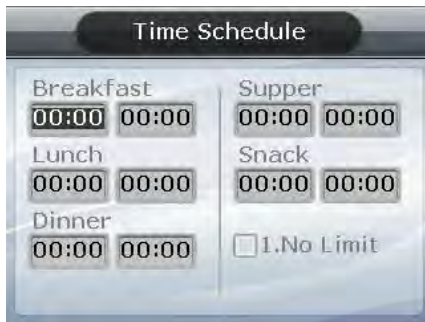 Time Schedule
Breakfast
00:00 00:00
Lunch
00:00 00:00
Dinner
00:00 00:00
Supper
00:00 00:00
Snack
00:00 00:00
1.No Limit